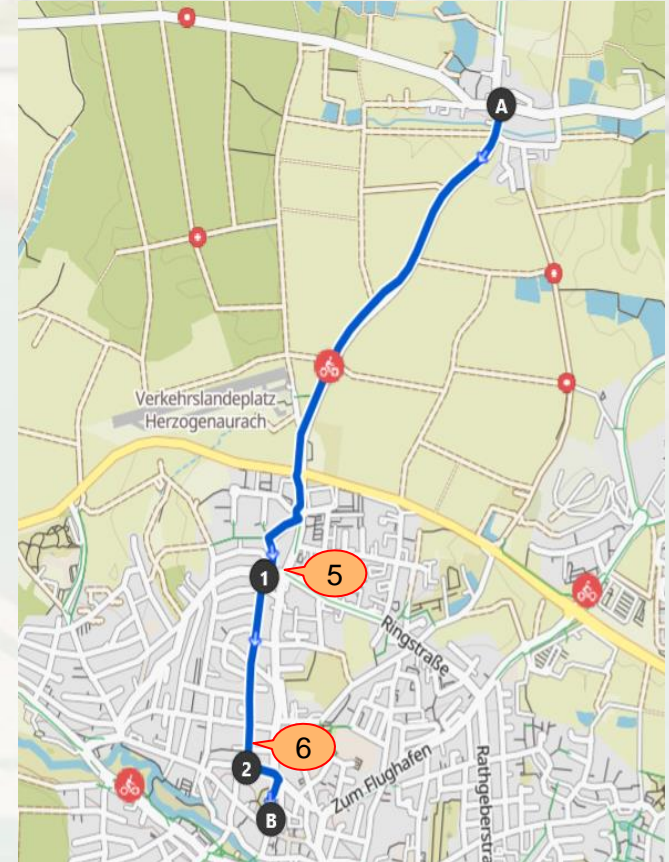 A
Verkehrslandeplatz
Herzogenaurach
1
5
Ringstraße
6
2
Zum Flughafen
Rathgeberstra
B